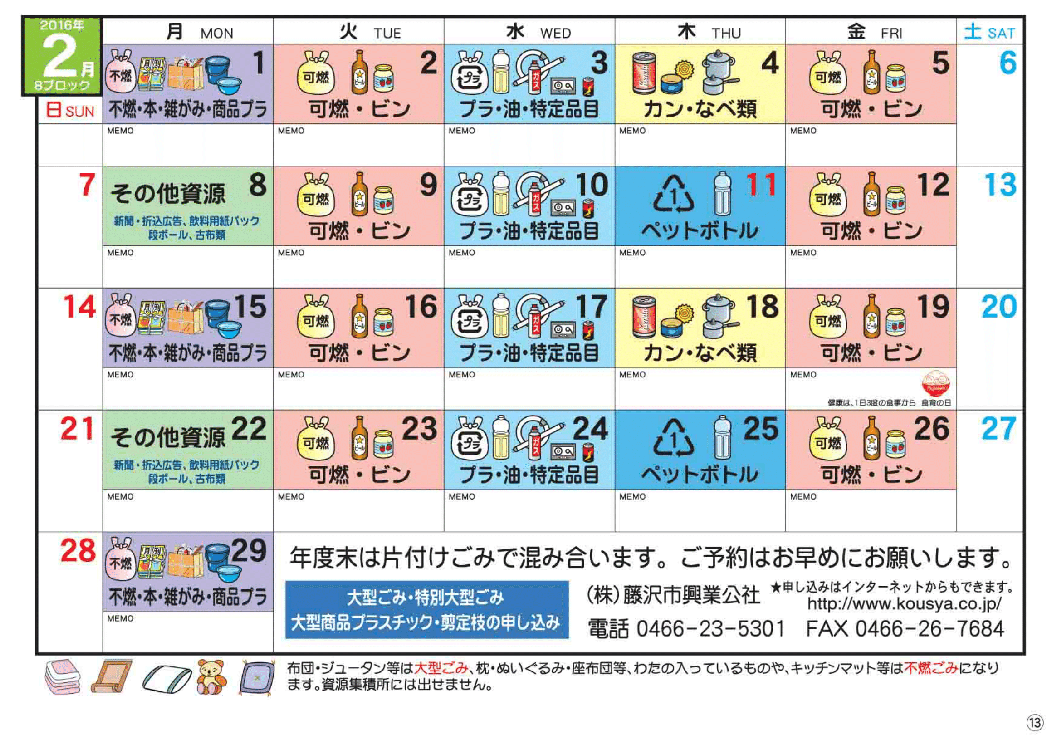 2016年
2月
8ブロック
月 MON
火 TUE
水 WED
木 THU
金 FRI
土 SAT
日 SUN
不燃 1
不燃・本・雑がみ・商品プラ
MEMO
可燃 2
可燃・ビン
MEMO
プラ 3
プラ・油・特定品目
MEMO
4
カン・なべ類
MEMO
可燃 5
可燃・ビン
MEMO
6
7
その他資源 8
新聞・折込広告、飲料用紙パック
段ボール、古布類
MEMO
可燃 9
可燃・ビン
MEMO
プラ 10
プラ・油・特定品目
MEMO
1 11
ペットボトル
MEMO
可燃 12
可燃・ビン
MEMO
13
14
不燃 15
不燃・本・雑がみ・商品プラ
MEMO
可燃 16
可燃・ビン
MEMO
プラ 17
プラ・油・特定品目
MEMO
18
カン・なべ類
MEMO
可燃 19
可燃・ビン
MEMO
健康は、1日3回の食事から 食育の日
20
21
その他資源 22
新聞・折込広告、飲料用紙パック
段ボール、古布類
MEMO
可燃 23
可燃・ビン
MEMO
プラ 24
プラ・油・特定品目
MEMO
1 25
ペットボトル
MEMO
可燃 26
可燃・ビン
MEMO
27
28
不燃 29
不燃・本・雑がみ・商品プラ
MEMO
年度末は片付けごみで混み合います。ご予約はお早めにお願いします。
大型ごみ・特別大型ごみ
大型商品プラスチック・剪定枝の申し込み
(株)藤沢市興業公社 ★申し込みはインターネットからもできます。
http://www.kousya.co.jp/
電話 0466-23-5301 FAX 0466-26-7684
布団・ジュータン等は大型ごみ、枕・ぬいぐるみ・座布団等、わたの入っているものや、キッチンマット等は不燃ごみになり
ます。資源集積所には出せません。
⑬